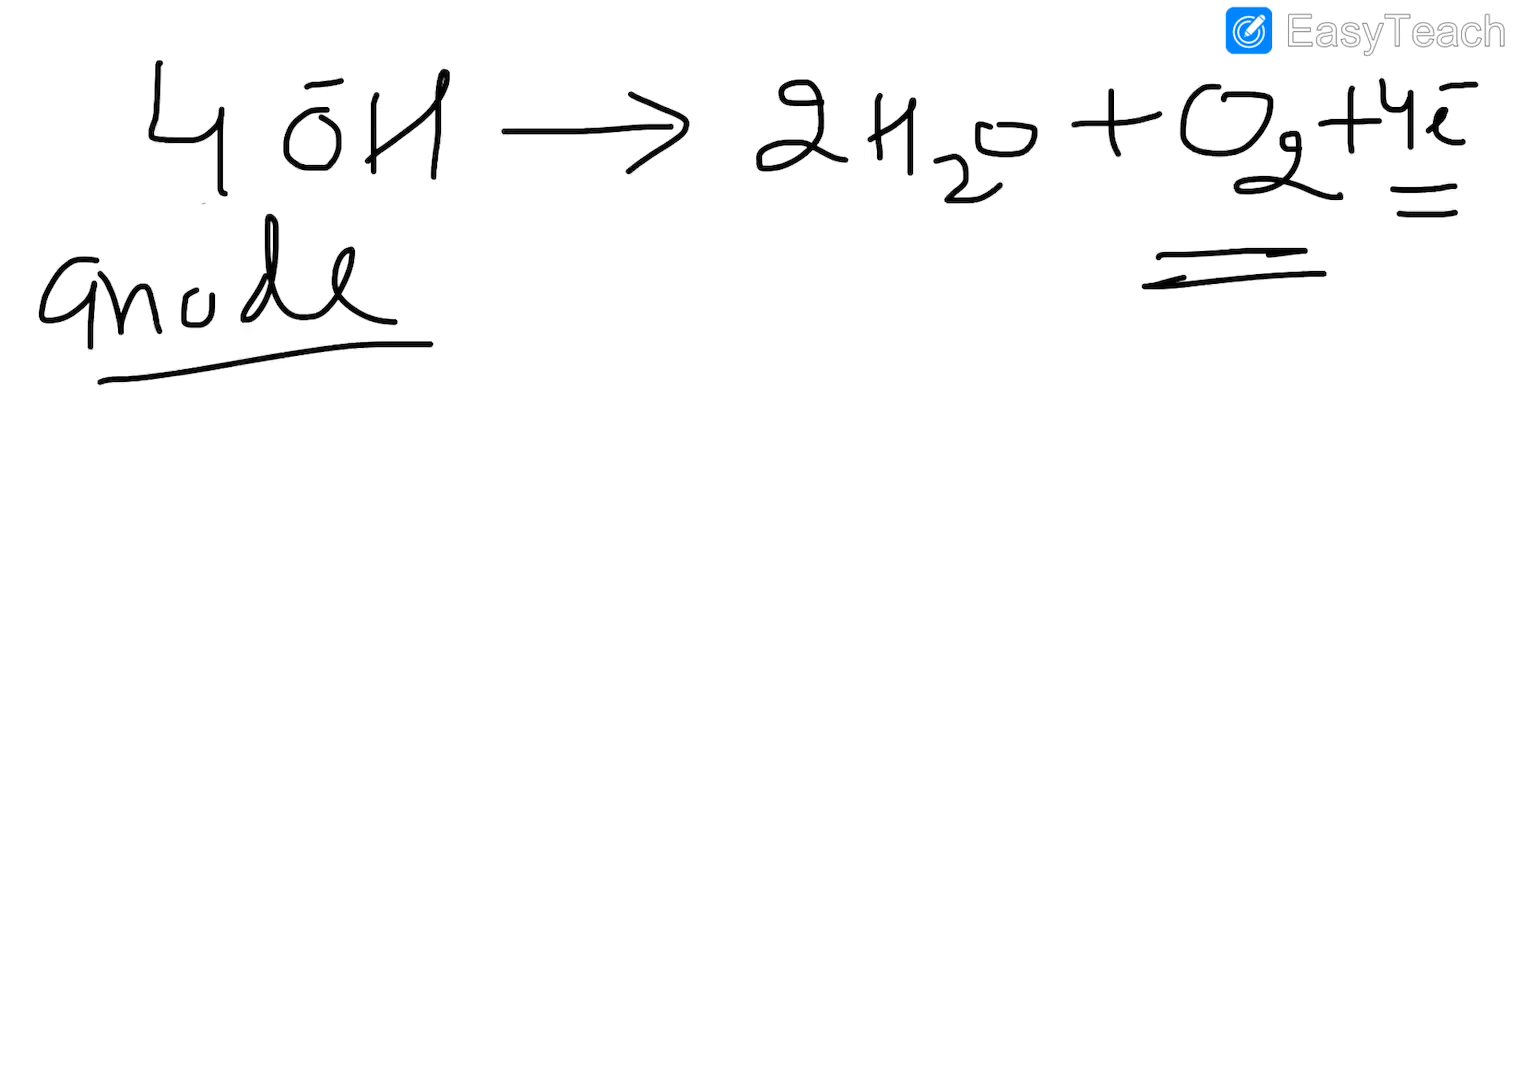 EasyTeach
4 ŌH → 2H₂O + O₂ + 4ē
anode